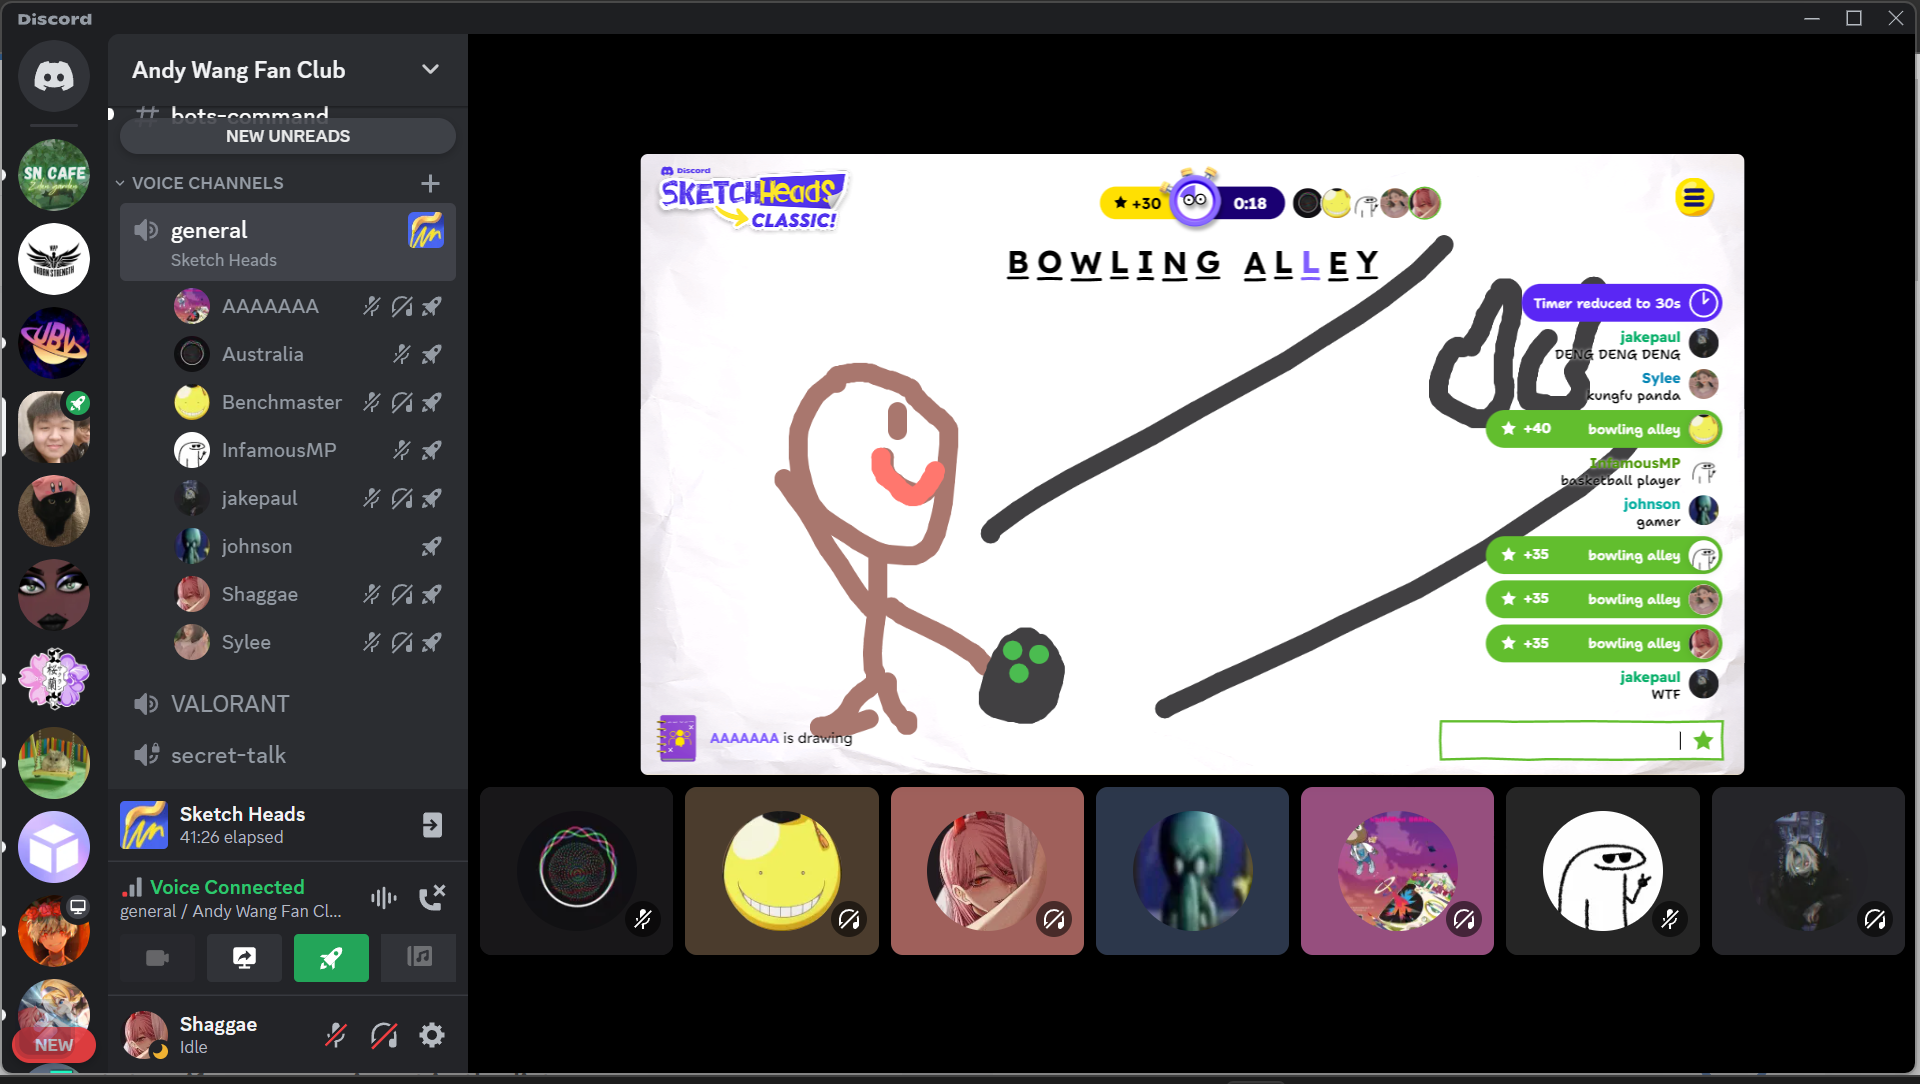 Discord
Andy Wang Fan Club
bots-command
NEW UNREADS
VOICE CHANNELS
general
Sketch Heads
AAAAAAA
Australia
Benchmaster
InfamousMP
jakepaul
johnson
Shaggae
Sylee
VALORANT
secret-talk
Sketch Heads
41:26 elapsed
Voice Connected
general / Andy Wang Fan Cl...
Shaggae
Idle
SN CAFE
URBAN STRENGTH
UBV
NEW
Discord
SKETCHHeadS
CLASSIC!
+30
0:18
BOWLING ALLEY
Timer reduced to 30s
jakepaul
DENG DENG DENG
Sylee
kungfu panda
+40 bowling alley
InfamousMP
basketball player
johnson
gamer
+35 bowling alley
+35 bowling alley
+35 bowling alley
jakepaul
WTF
AAAAAAA is drawing